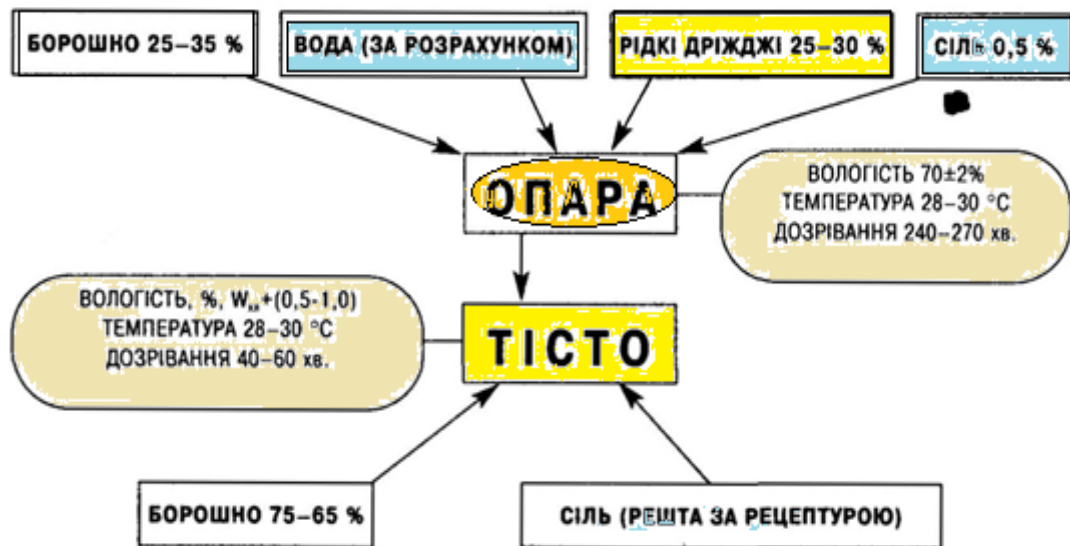 БОРОШНО 25–35 %
ВОДА (ЗА РОЗРАХУНКОМ)
РІДКІ ДРІЖДЖІ 25–30 %
СІЛЬ 0,5 %
ОПАРА
ВОЛОГІСТЬ 70±2%
ТЕМПЕРАТУРА 28–30 °С
ДОЗРІВАННЯ 240–270 хв.
ВОЛОГІСТЬ, %, Wхл+(0,5-1,0)
ТЕМПЕРАТУРА 28–30 °С
ДОЗРІВАННЯ 40–60 хв.
ТІСТО
БОРОШНО 75–65 %
СІЛЬ (РЕШТА ЗА РЕЦЕПТУРОЮ)